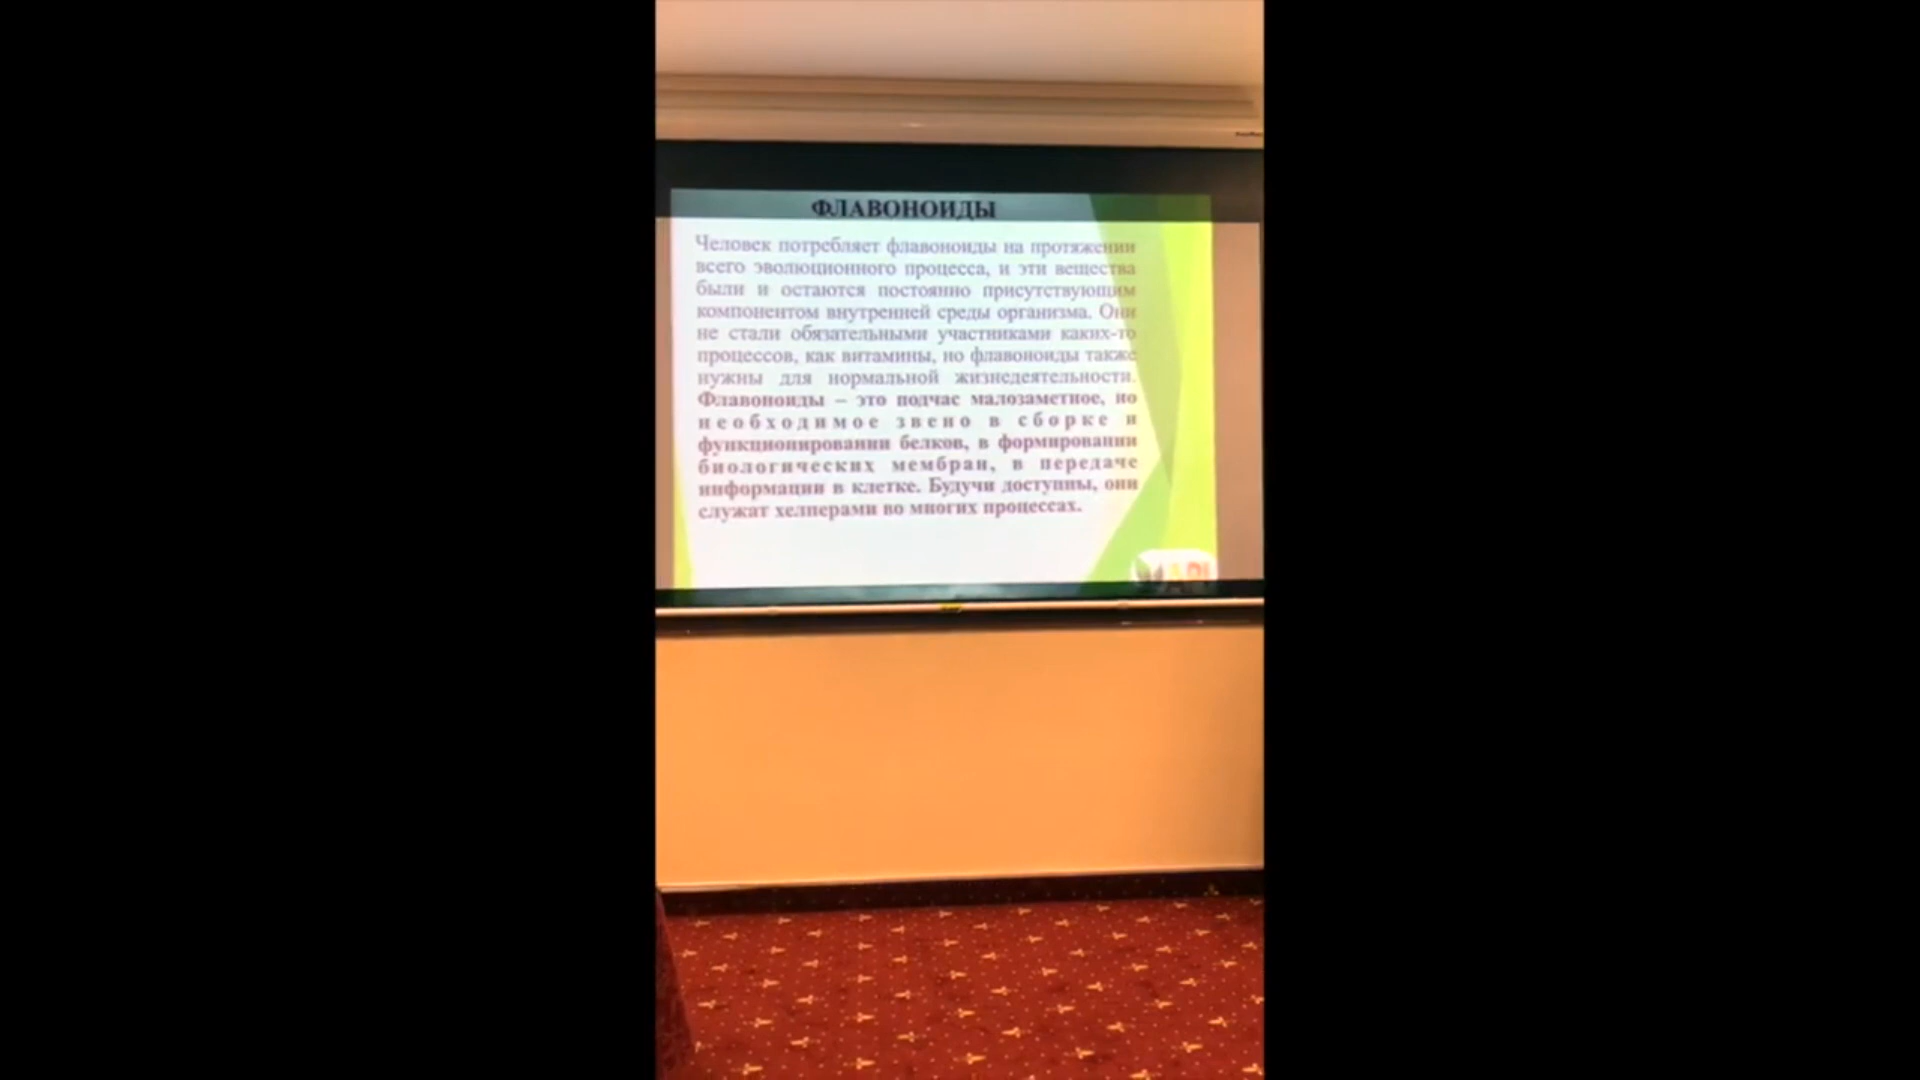 ФЛАВОНОИДЫ
Человек потребляет флавоноиды на протяжении
всего эволюционного процесса, и эти вещества
были и остаются постоянно присутствующим
компонентом внутренней среды организма. Они
не стали обязательными участниками каких-то
процессов, как витамины, но флавоноиды также
нужны для нормальной жизнедеятельности.
Флавоноиды – это подчас малозаметное, но
необходимое звено в сборке и
функционировании белков, в формировании
биологических мембран, в передаче
информации в клетке. Будучи доступны, они
служат хелперами во многих процессах.